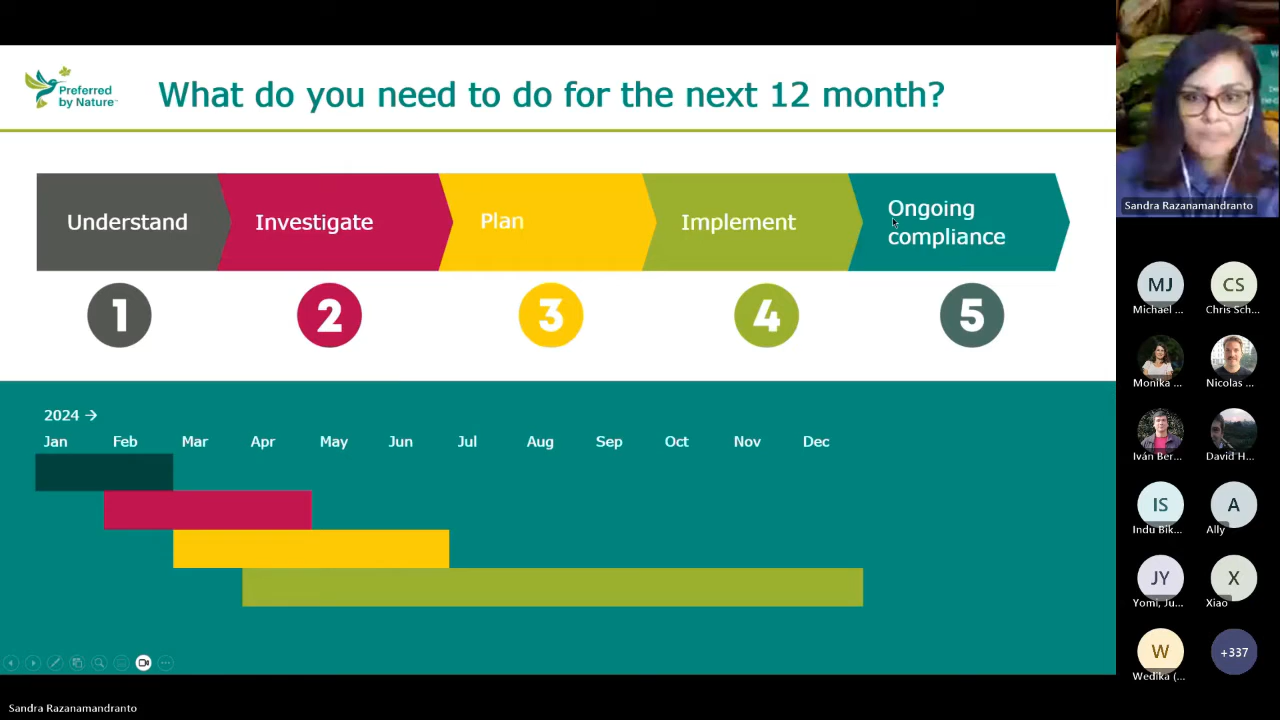 Preferred
by Nature™
What do you need to do for the next 12 month?
Understand
Investigate
Plan
Implement
Ongoing
compliance
1
2
3
4
5
2024 →
Jan Feb Mar Apr May Jun Jul Aug Sep Oct Nov Dec
Sandra Razanamandranto
MJ
CS
Michael ...
Chris Sch...
Monika ...
Nicolas ...
Iván Ber...
David H...
IS
A
Indu Bik...
Ally
JY
X
Yomi, Ju...
Xiao
W
+337
Wedika (...
Sandra Razanamandranto